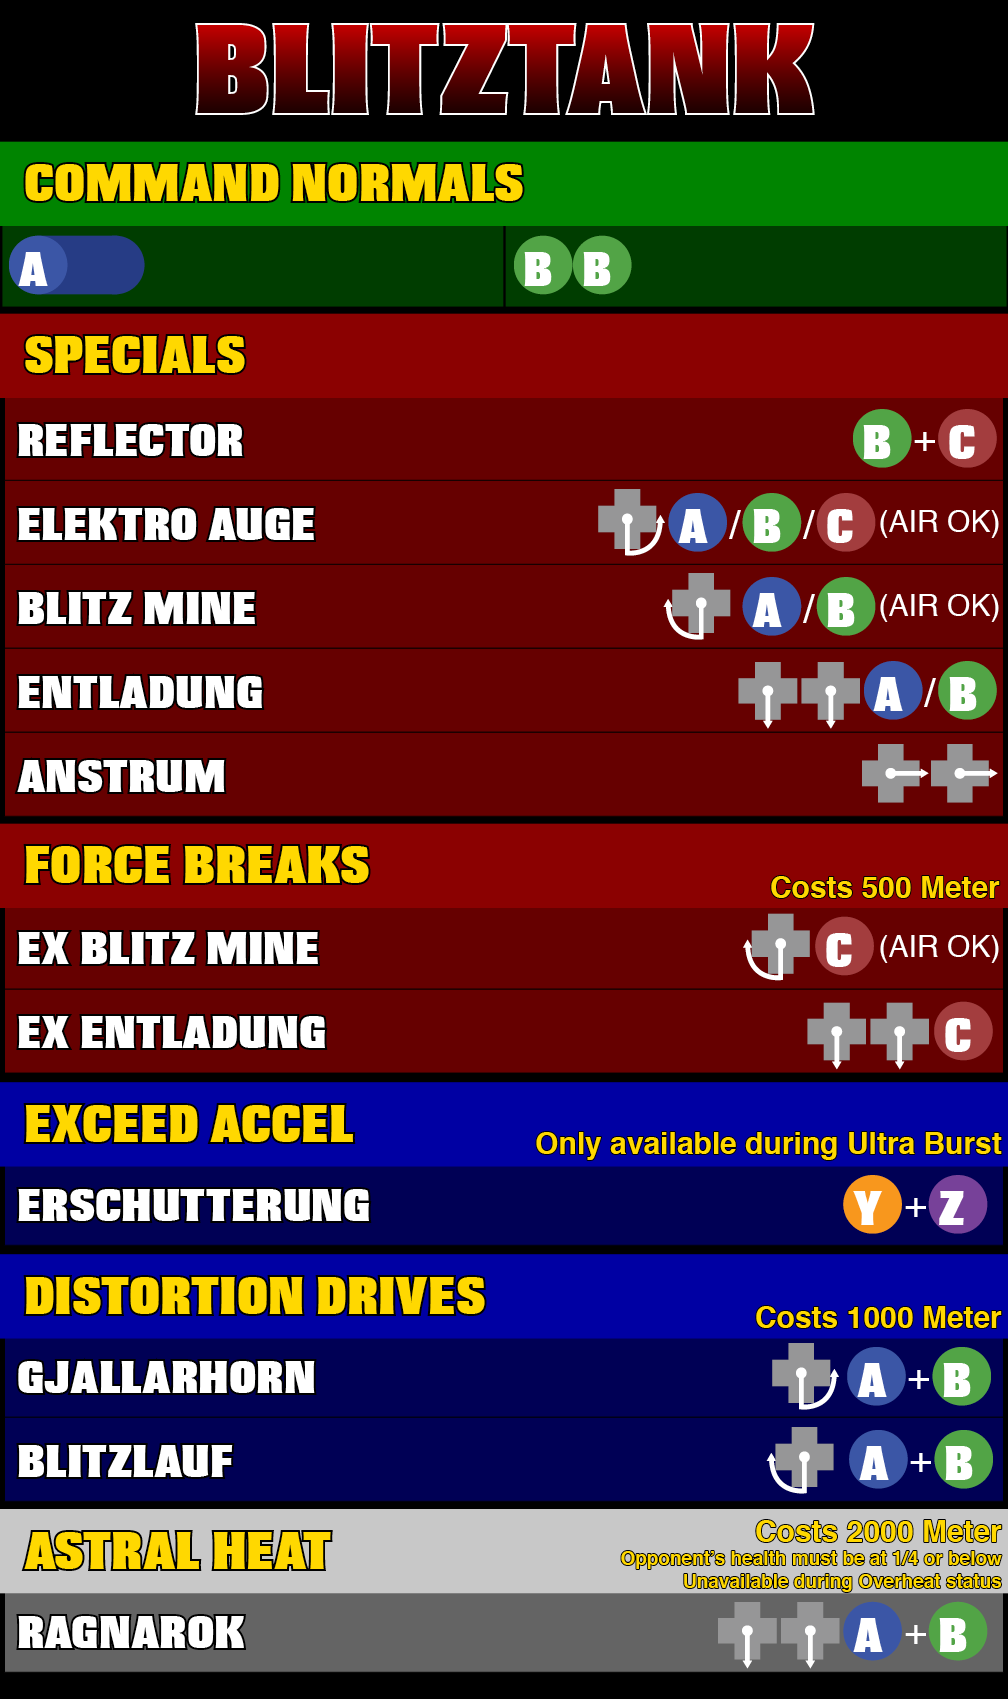 BLITZTANK
COMMAND NORMALS
A B B
SPECIALS
REFLECTOR B + C
ELEKTRO AUGE A / B / C (AIR OK)
BLITZ MINE A / B (AIR OK)
ENTLADUNG A / B
ANSTRUM
FORCE BREAKS Costs 500 Meter
EX BLITZ MINE C (AIR OK)
EX ENTLADUNG C
EXCEED ACCEL Only available during Ultra Burst
ERSCHUTTERUNG Y + Z
DISTORTION DRIVES Costs 1000 Meter
GJALLARHORN A + B
BLITZLAUF A + B
ASTRAL HEAT Costs 2000 Meter
Opponent's health must be at 1/4 or below
Unavailable during Overheat status
RAGNAROK A + B